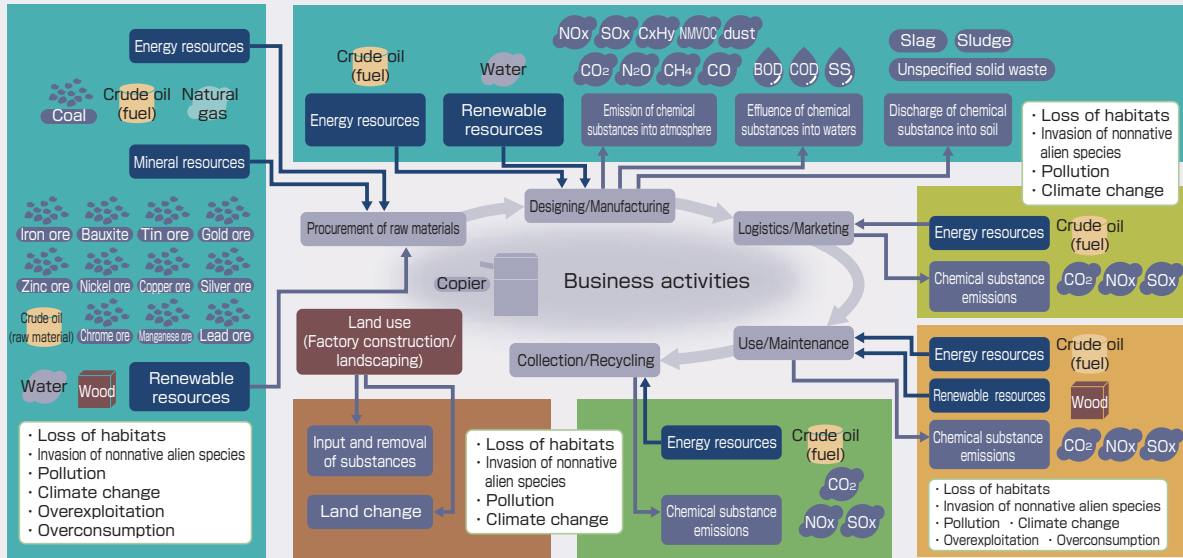 Energy resources
Coal
Crude oil
(fuel)
Natural
gas
Mineral resources
Iron ore
Bauxite
Tin ore
Gold ore
Zinc ore
Nickel ore
Copper ore
Silver ore
Crude oil
(raw material)
Chrome ore
Manganese ore
Lead ore
Water
Wood
Renewable
resources
・Loss of habitats
・Invasion of nonnative alien species
・Pollution
・Climate change
・Overexploitation
・Overconsumption
Crude oil
(fuel)
Energy resources
Water
Renewable
resources
NOx
SOx
CxHy
NMVOC
dust
CO2
N2O
CH4
CO
Emission of chemical
substances into atmosphere
BOD
COD
SS
Effluence of chemical
substances into waters
Slag
Sludge
Unspecified solid waste
Discharge of chemical
substance into soil
・Loss of habitats
・Invasion of nonnative
alien species
・Pollution
・Climate change
Procurement of raw materials
Designing/Manufacturing
Logistics/Marketing
Copier
Business activities
Use/Maintenance
Collection/Recycling
Energy resources
Crude oil
(fuel)
Chemical substance
emissions
CO2
NOx
SOx
Energy resources
Crude oil
(fuel)
Renewable resources
Wood
Chemical substance
emissions
CO2
NOx
SOx
・Loss of habitats
・Invasion of nonnative alien species
・Pollution ・Climate change
・Overexploitation ・Overconsumption
Land use
(Factory construction/
landscaping)
Input and removal
of substances
Land change
・Loss of habitats
・Invasion of nonnative
alien species
・Pollution
・Climate change
Energy resources
Crude oil
(fuel)
Chemical substance
emissions
CO2
NOx
SOx